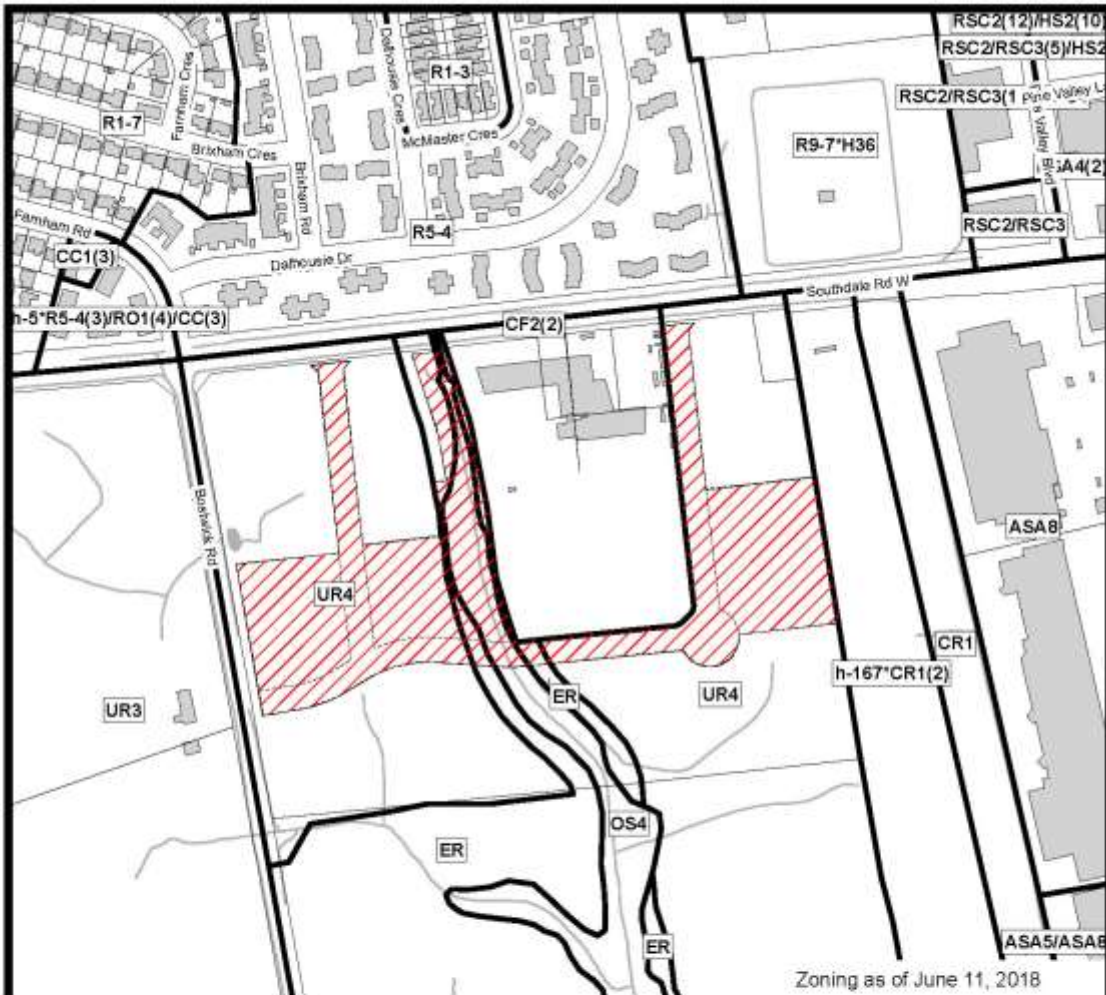 RSC2(12)/HS2(10)
RSC2/RSC3(5)/HS2
Farnham Cres
Dalhousie Cres
R1-3
RSC2/RSC3(1
Pine Valley
R1-7
McMaster Cres
Brixham Cres
R9-7*H36
Valley Blvd
Brixham Rd
SA4(2)
Farnham Rd
R5-4
RSC2/RSC3
CC1(3)
Dalhousie Dr
Southdale Rd W
h-5*R5-4(3)/RO1(4)/CC(3)
CF2(2)
Bostwick Rd
ASA8
UR4
CR1
h-167*CR1(2)
ER
UR4
UR3
OS4
ER
ER
ASA5/ASA8
Zoning as of June 11, 2018